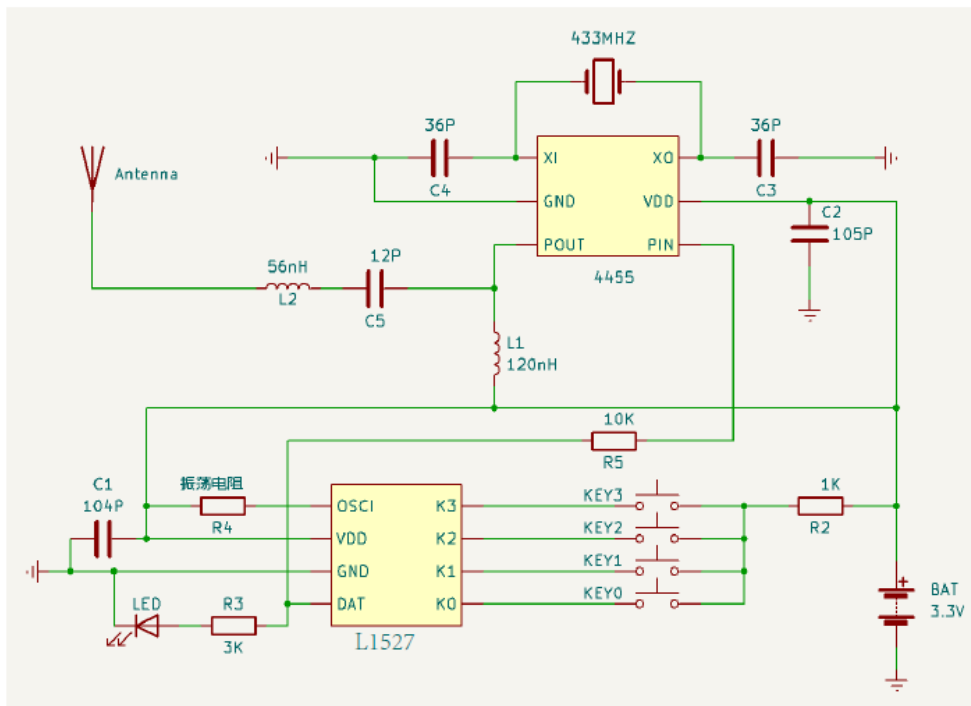 433MHZ
36P
36P
Antenna
XI
XO
C4
C3
GND
VDD
C2
105P
POUT
PIN
12P
56nH
4455
L2
C5
L1
120nH
10K
R5
C1
振荡电阻
KEY3
1K
104P
OSCI
K3
R4
R2
KEY2
VDD
K2
KEY1
GND
K1
KEY0
BAT
LED
R3
DAT
K0
+
3.3V
3K
L1527